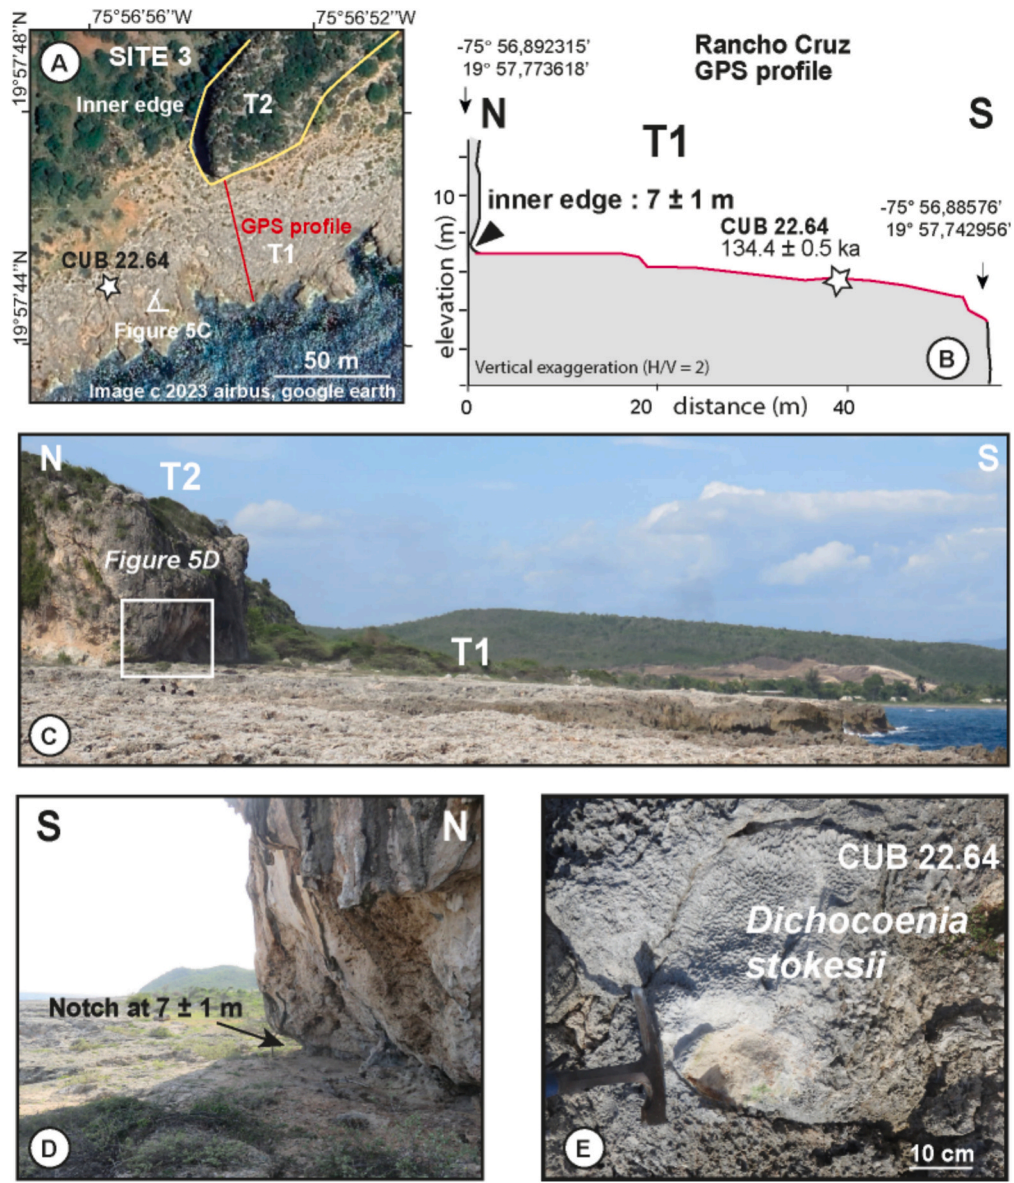 75°56'56''W
75°56'52''W
19°57'48''N
19°57'44''N
A
SITE 3
Inner edge
T2
GPS profile
T1
CUB 22.64
Figure 5C
50 m
Image c 2023 airbus, google earth
-75° 56,892315'
19° 57,773618'
Rancho Cruz
GPS profile
N
T1
S
10
inner edge : 7 ± 1 m
CUB 22.64
134.4 ± 0.5 ka
-75° 56,88576'
19° 57,742956'
elevation (m)
Vertical exaggeration (H/V = 2)
B
0
20
distance (m)
40
N
T2
S
Figure 5D
T1
C
S
N
Notch at 7 ± 1 m
D
CUB 22.64
Dichocoenia
stokesii
E
10 cm